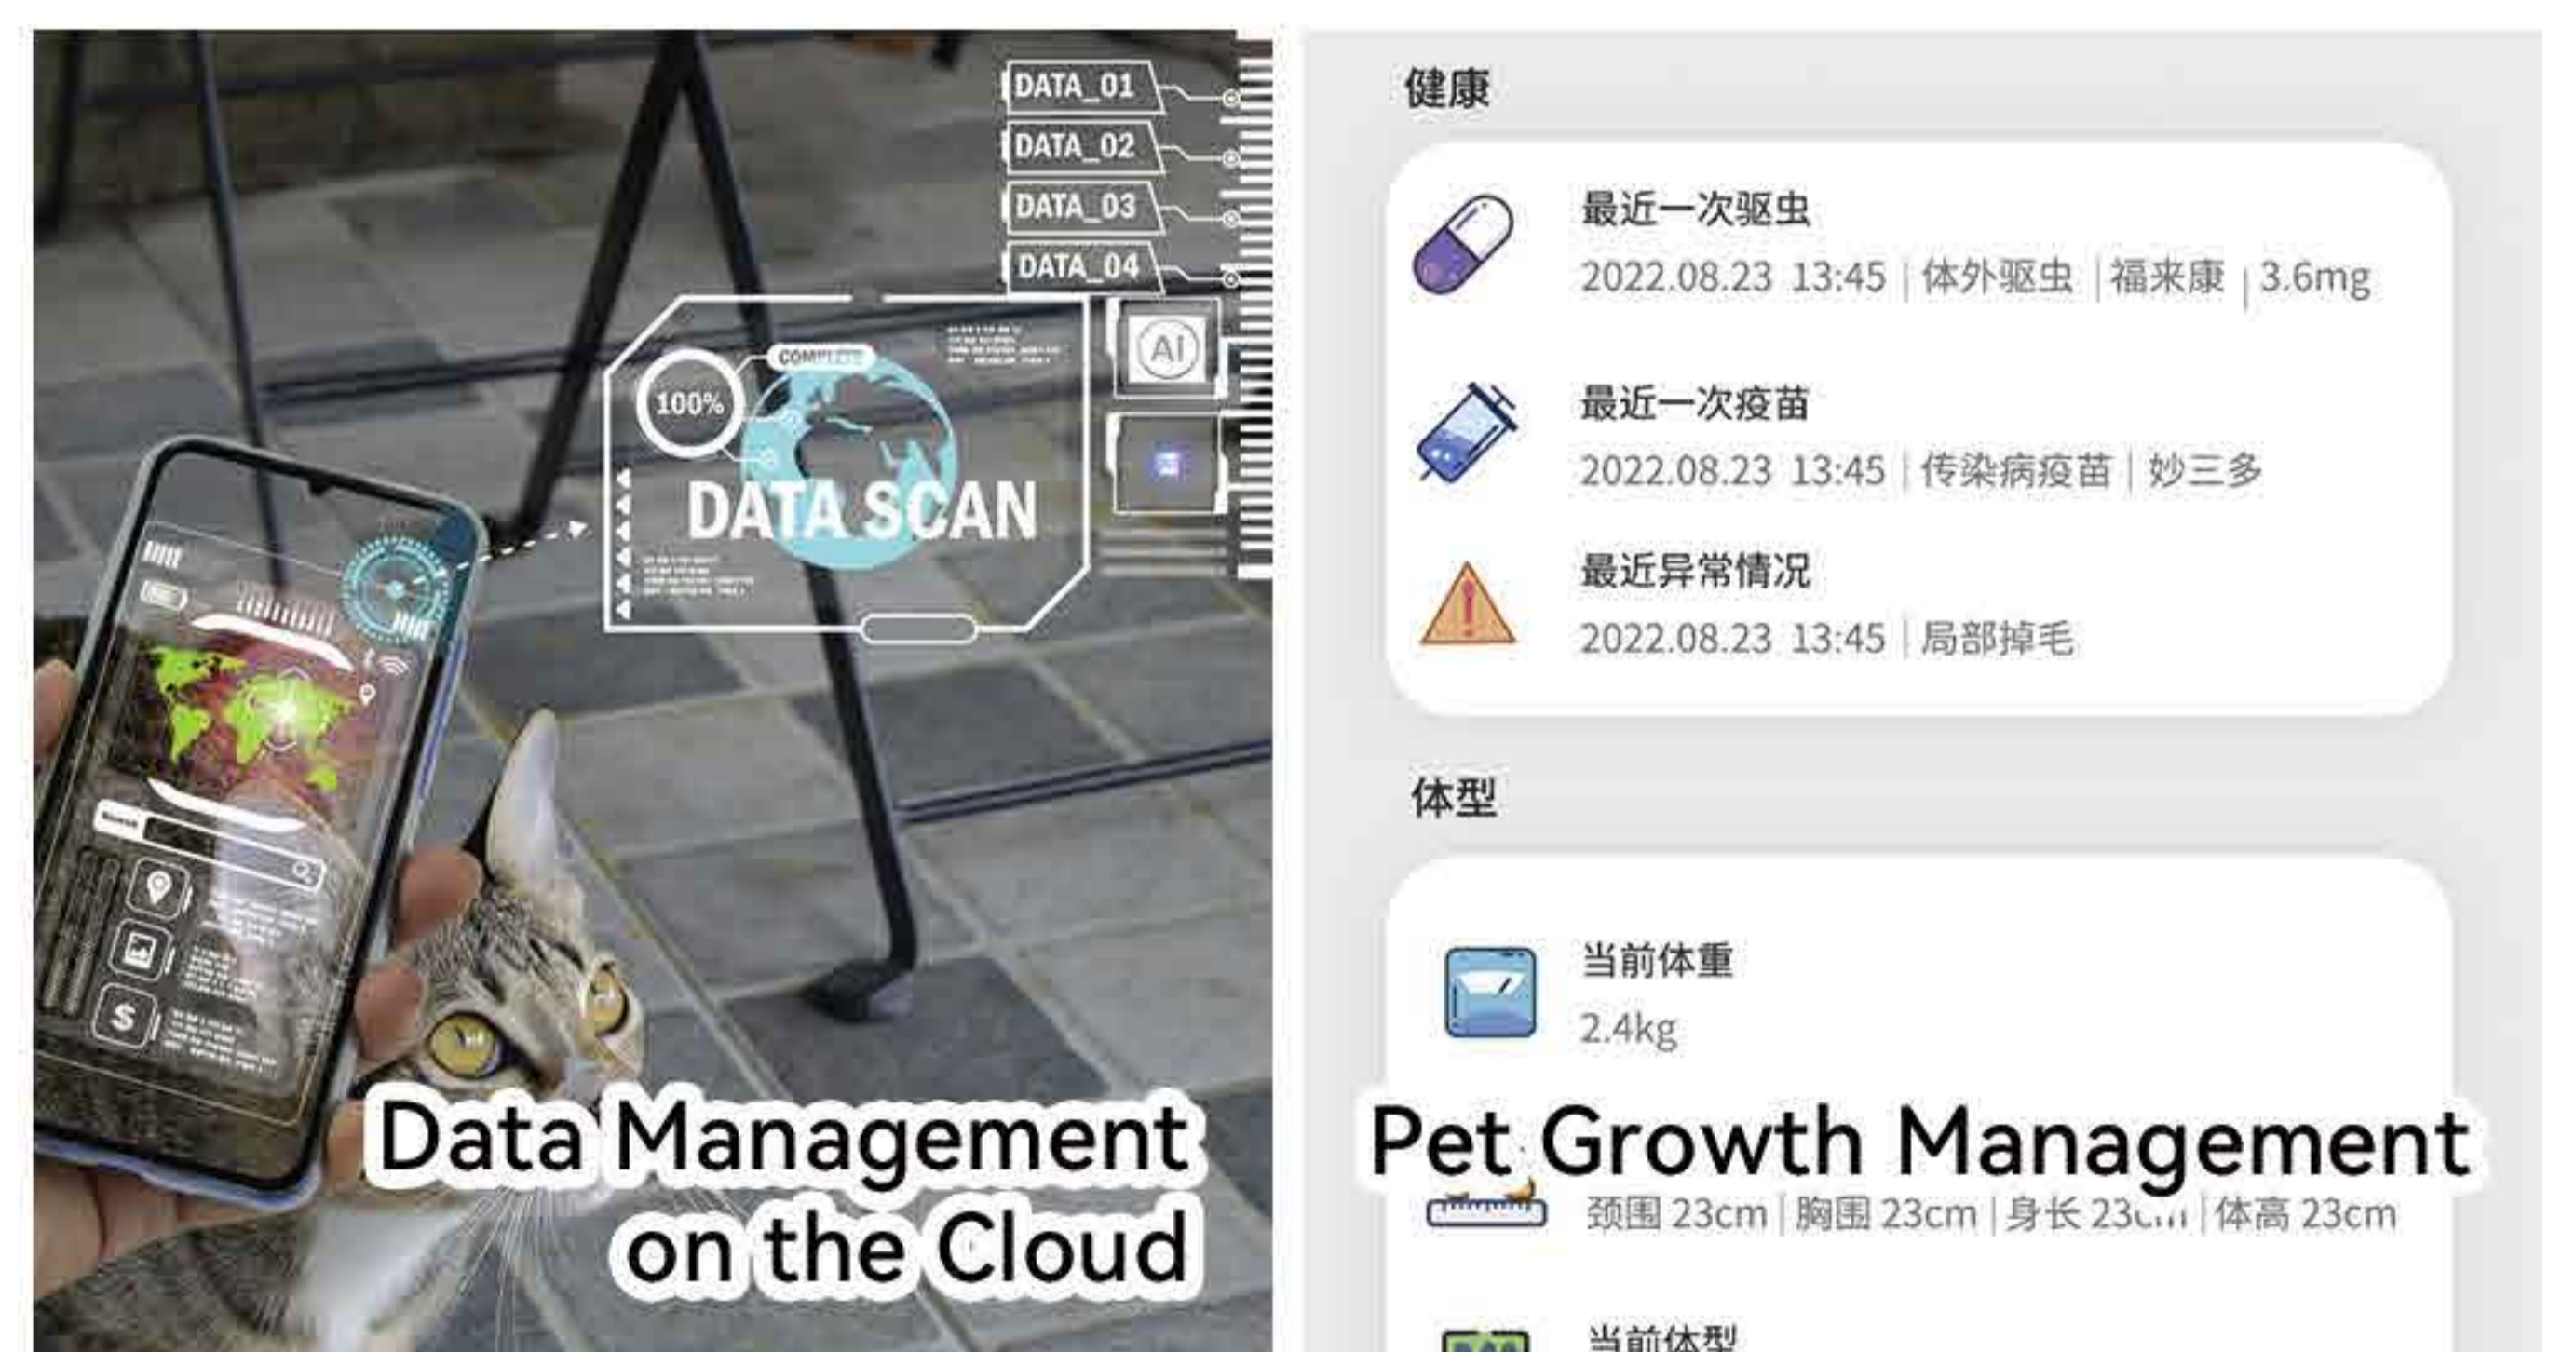 DATA_01
DATA_02
DATA_03
DATA_04
AI
100%
DATA SCAN
$
Data Management
on the Cloud
健康
最近一次驱虫
2022.08.23 13:45 | 体外驱虫 | 福来康 | 3.6mg
最近一次疫苗
2022.08.23 13:45 | 传染病疫苗 | 妙三多
最近异常情况
2022.08.23 13:45 | 局部掉毛
体型
当前体重
2.4kg
Pet Growth Management
颈围 23cm | 胸围 23cm | 身长 23cm | 体高 23cm
当前体型